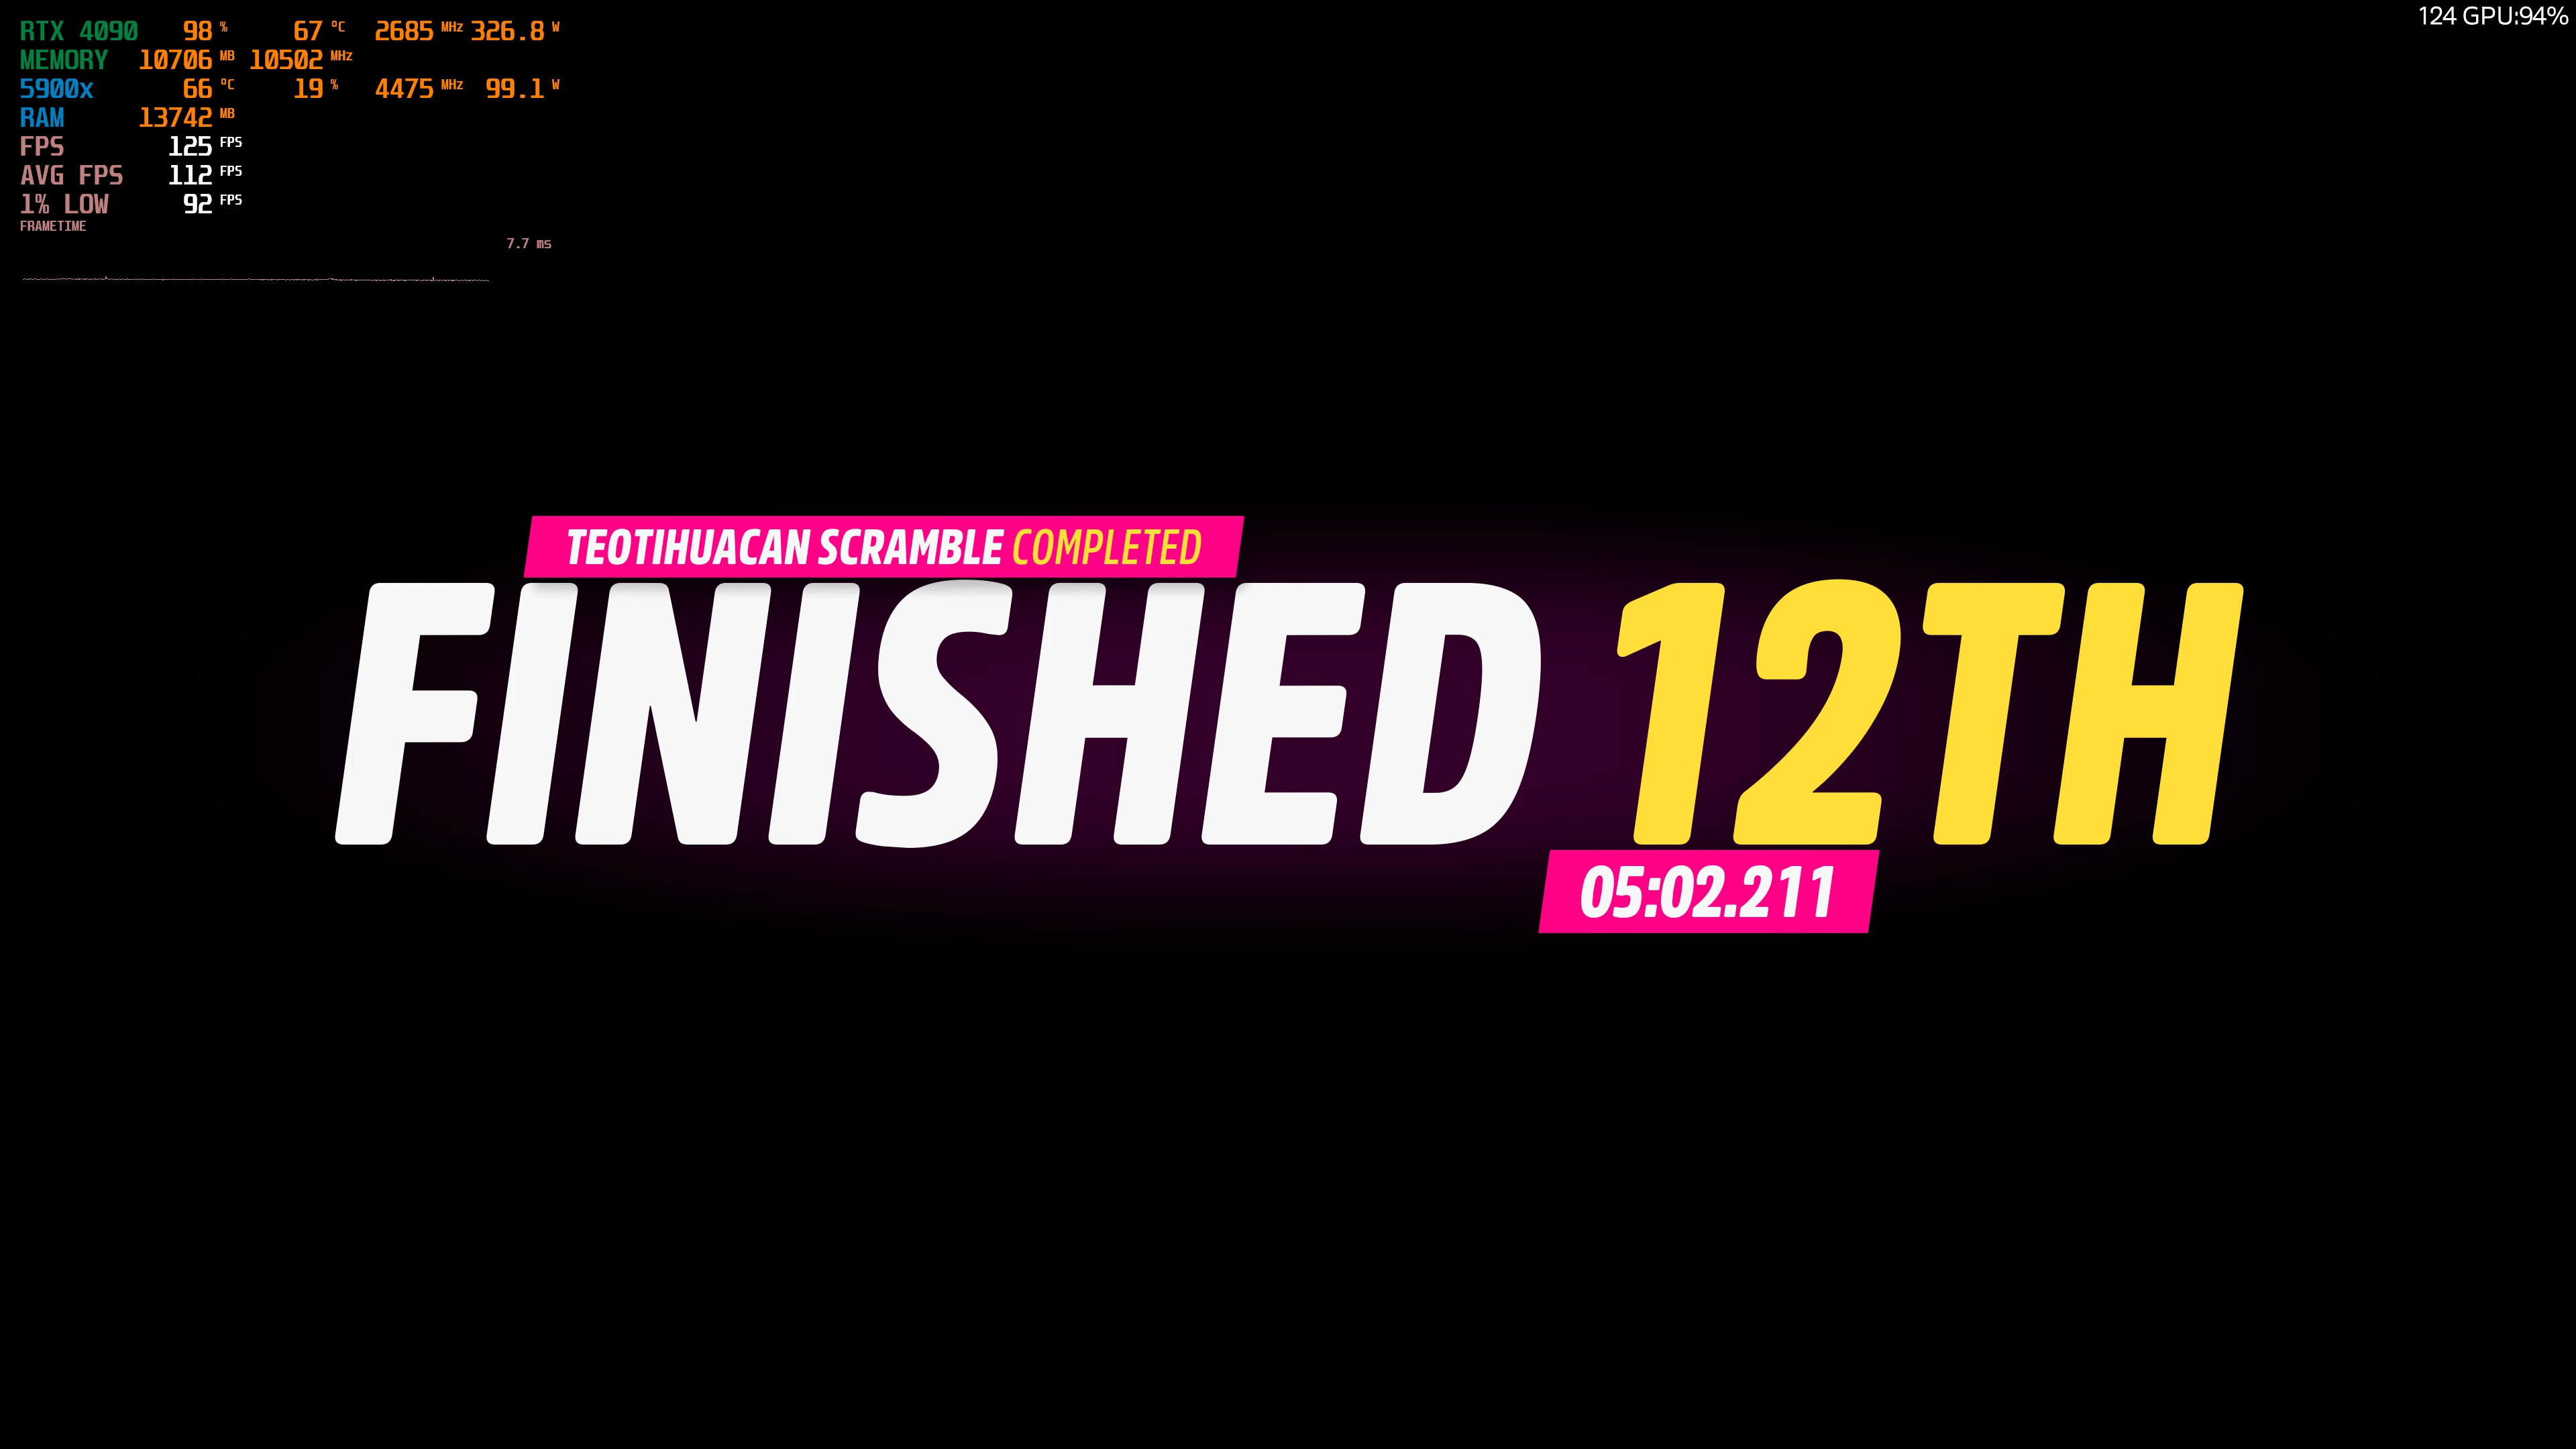 RTX 4090 98 % 67 °C 2685 MHz 326.8 W
124 GPU:94%
MEMORY 10706 MB 10502 MHz
5900x 66 °C 19 % 4475 MHz 99.1 W
RAM 13742 MB
FPS 125 FPS
AVG FPS 112 FPS
1% LOW 92 FPS
FRAMETIME
7.7 ms
TEOTIHUACAN SCRAMBLE COMPLETED
FINISHED 12TH
05:02.211